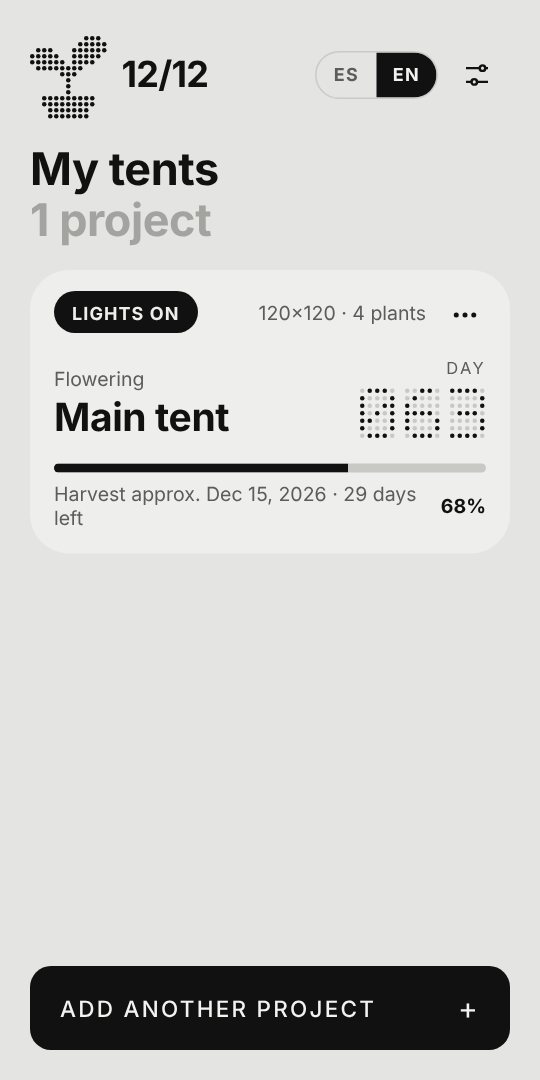 12/12
ES EN
My tents
1 project
LIGHTS ON
120×120 · 4 plants
DAY
Flowering
Main tent
063
Harvest approx. Dec 15, 2026 · 29 days
left
68%
ADD ANOTHER PROJECT +